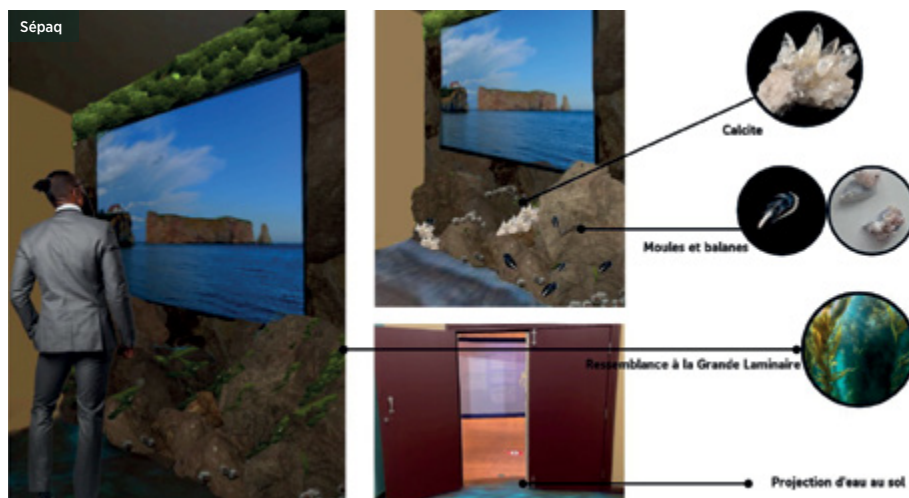 Sépaq
Calcite
Moules et balanes
Ressemblance à la Grande Laminaire
Projection d'eau au sol